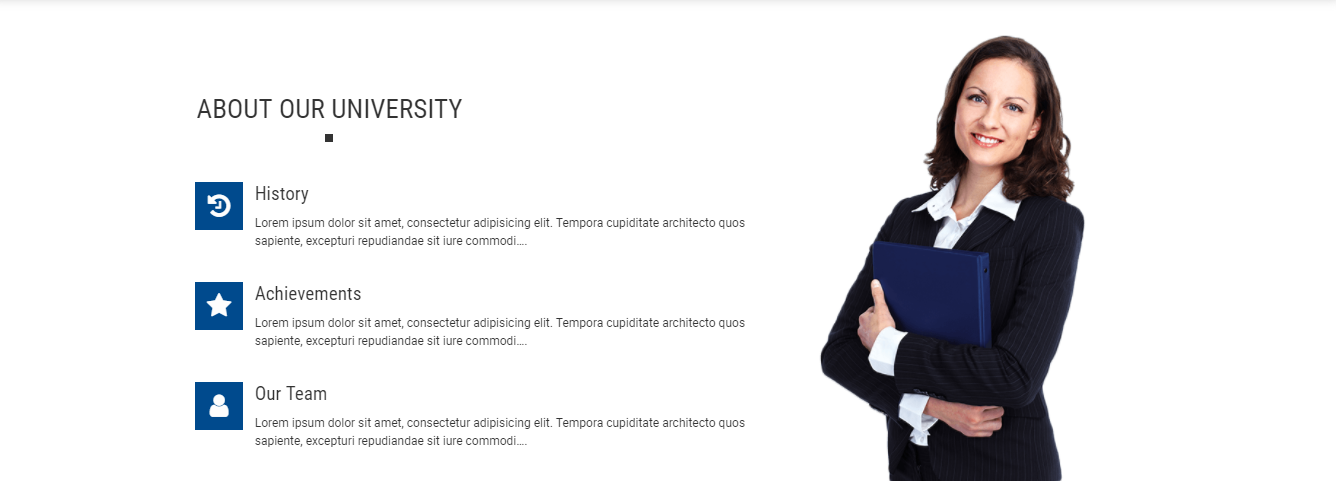 ABOUT OUR UNIVERSITY
History
Lorem ipsum dolor sit amet, consectetur adipisicing elit. Tempora cupiditate architecto quos
sapiente, excepturi repudiandae sit iure commodi....
Achievements
Lorem ipsum dolor sit amet, consectetur adipisicing elit. Tempora cupiditate architecto quos
sapiente, excepturi repudiandae sit iure commodi....
Our Team
Lorem ipsum dolor sit amet, consectetur adipisicing elit. Tempora cupiditate architecto quos
sapiente, excepturi repudiandae sit iure commodi....